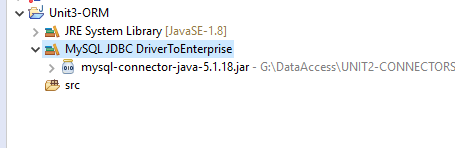 Unit3-ORM
JRE System Library [JavaSE-1.8]
MySQL JDBC DriverToEnterprise
mysql-connector-java-5.1.18.jar - G:\DataAccess\UNIT2-CONNECTORS
src